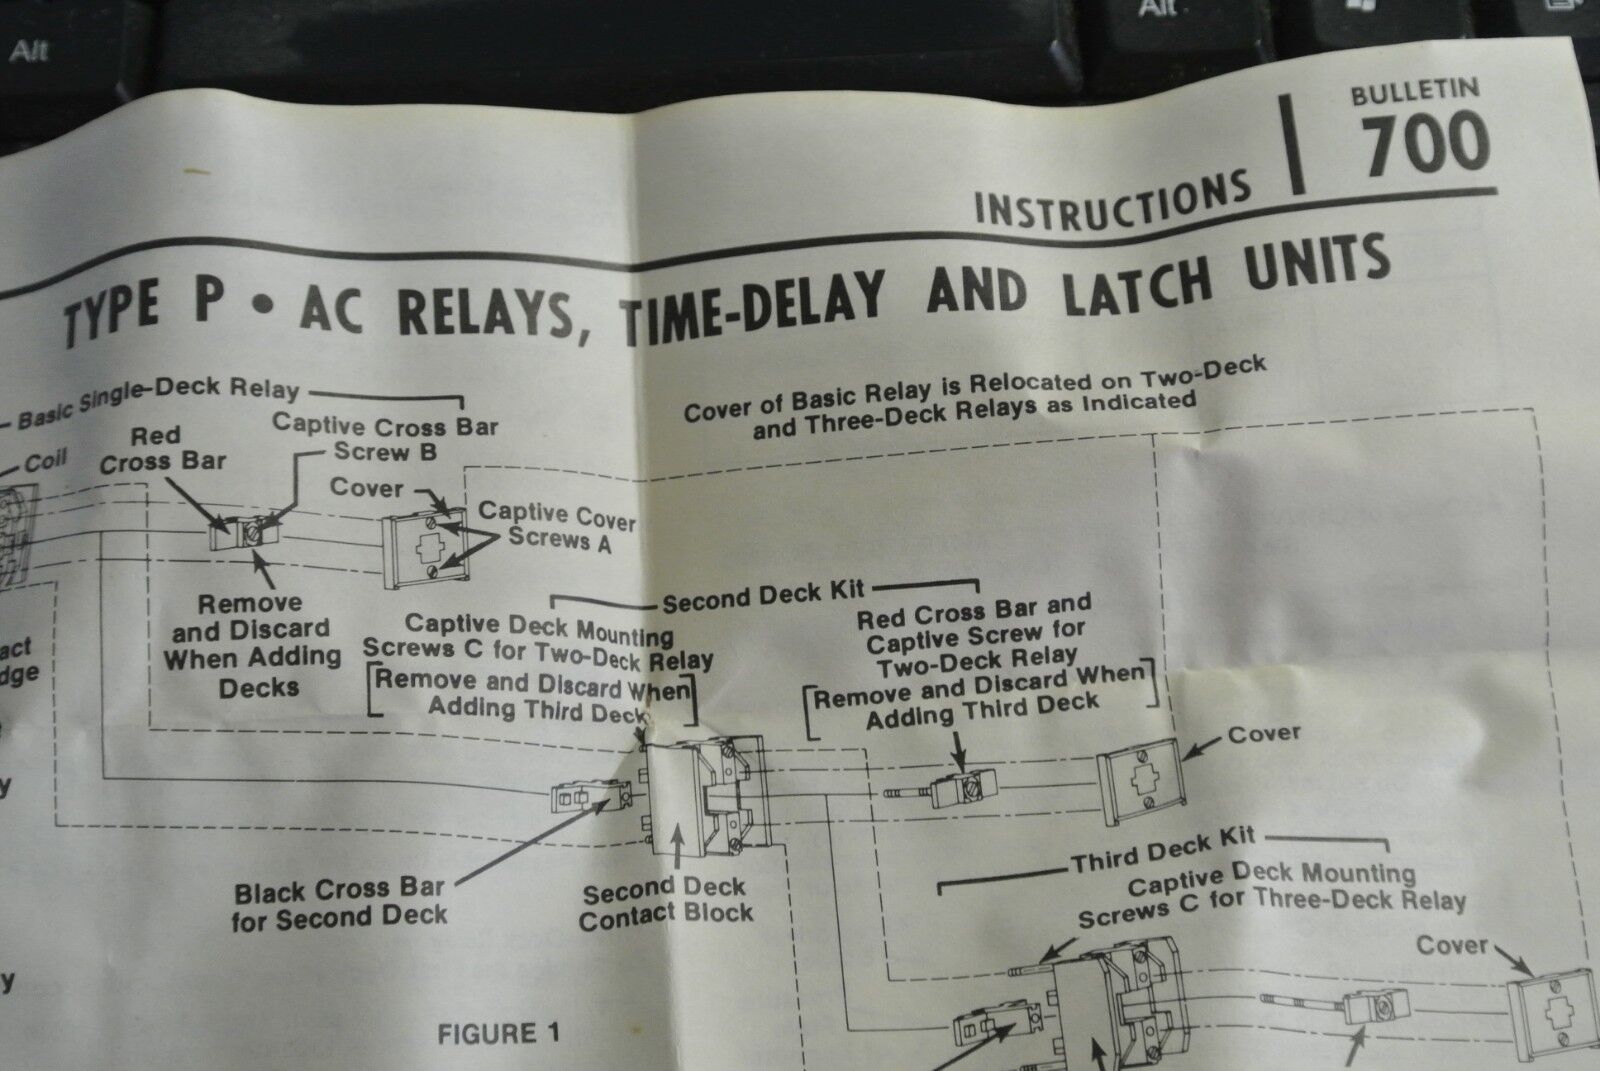 Alt
Alt
BULLETIN
700
INSTRUCTIONS
TYPE P • AC RELAYS, TIME-DELAY AND LATCH UNITS
Basic Single-Deck Relay
Coil
Red
Cross Bar
Captive Cross Bar
Screw B
Cover
Captive Cover
Screws A
Cover of Basic Relay is Relocated on Two-Deck
and Three-Deck Relays as Indicated
Remove
and Discard
When Adding
Decks
act
dge
Second Deck Kit
Captive Deck Mounting
Screws C for Two-Deck Relay
[Remove and Discard When
Adding Third Deck]
Red Cross Bar and
Captive Screw for
Two-Deck Relay
[Remove and Discard When
Adding Third Deck]
Cover
y
Black Cross Bar
for Second Deck
Second Deck
Contact Block
Third Deck Kit
Captive Deck Mounting
Screws C for Three-Deck Relay
Cover
y
FIGURE 1